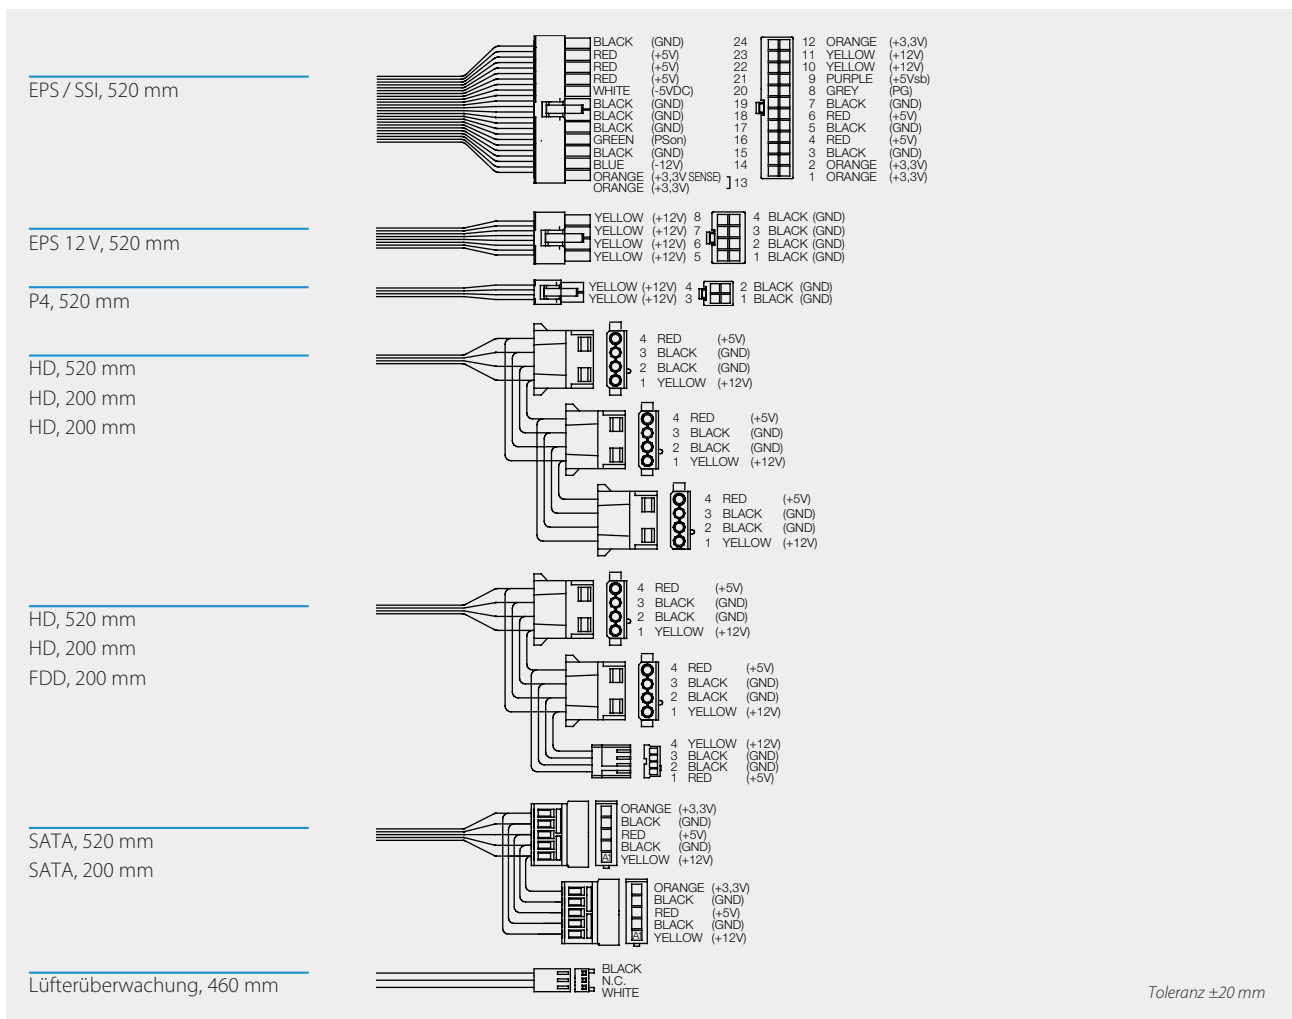 EPS / SSI, 520 mm
BLACK (GND) 24 12 ORANGE (+3,3V)
RED (+5V) 23 11 YELLOW (+12V)
RED (+5V) 22 10 YELLOW (+12V)
RED (+5V) 21 9 PURPLE (+5Vsb)
WHITE (-5VDC) 20 8 GREY (PG)
BLACK (GND) 19 7 BLACK (GND)
BLACK (GND) 18 6 RED (+5V)
BLACK (GND) 17 5 BLACK (GND)
GREEN (PSon) 16 4 RED (+5V)
BLACK (GND) 15 3 BLACK (GND)
BLUE (-12V) 14 2 ORANGE (+3,3V)
ORANGE (+3,3V SENSE) 13 1 ORANGE (+3,3V)
ORANGE (+3,3V)
EPS 12 V, 520 mm
YELLOW (+12V) 8 4 BLACK (GND)
YELLOW (+12V) 7 3 BLACK (GND)
YELLOW (+12V) 6 2 BLACK (GND)
YELLOW (+12V) 5 1 BLACK (GND)
P4, 520 mm
YELLOW (+12V) 4 2 BLACK (GND)
YELLOW (+12V) 3 1 BLACK (GND)
HD, 520 mm
HD, 200 mm
HD, 200 mm
4 RED (+5V)
3 BLACK (GND)
2 BLACK (GND)
1 YELLOW (+12V)
4 RED (+5V)
3 BLACK (GND)
2 BLACK (GND)
1 YELLOW (+12V)
4 RED (+5V)
3 BLACK (GND)
2 BLACK (GND)
1 YELLOW (+12V)
HD, 520 mm
HD, 200 mm
FDD, 200 mm
4 RED (+5V)
3 BLACK (GND)
2 BLACK (GND)
1 YELLOW (+12V)
4 RED (+5V)
3 BLACK (GND)
2 BLACK (GND)
1 YELLOW (+12V)
4 YELLOW (+12V)
3 BLACK (GND)
2 BLACK (GND)
1 RED (+5V)
SATA, 520 mm
SATA, 200 mm
ORANGE (+3,3V)
BLACK (GND)
RED (+5V)
BLACK (GND)
A1 YELLOW (+12V)
ORANGE (+3,3V)
BLACK (GND)
RED (+5V)
BLACK (GND)
A1 YELLOW (+12V)
Lüfterüberwachung, 460 mm
BLACK
N.C.
WHITE
Toleranz ±20 mm